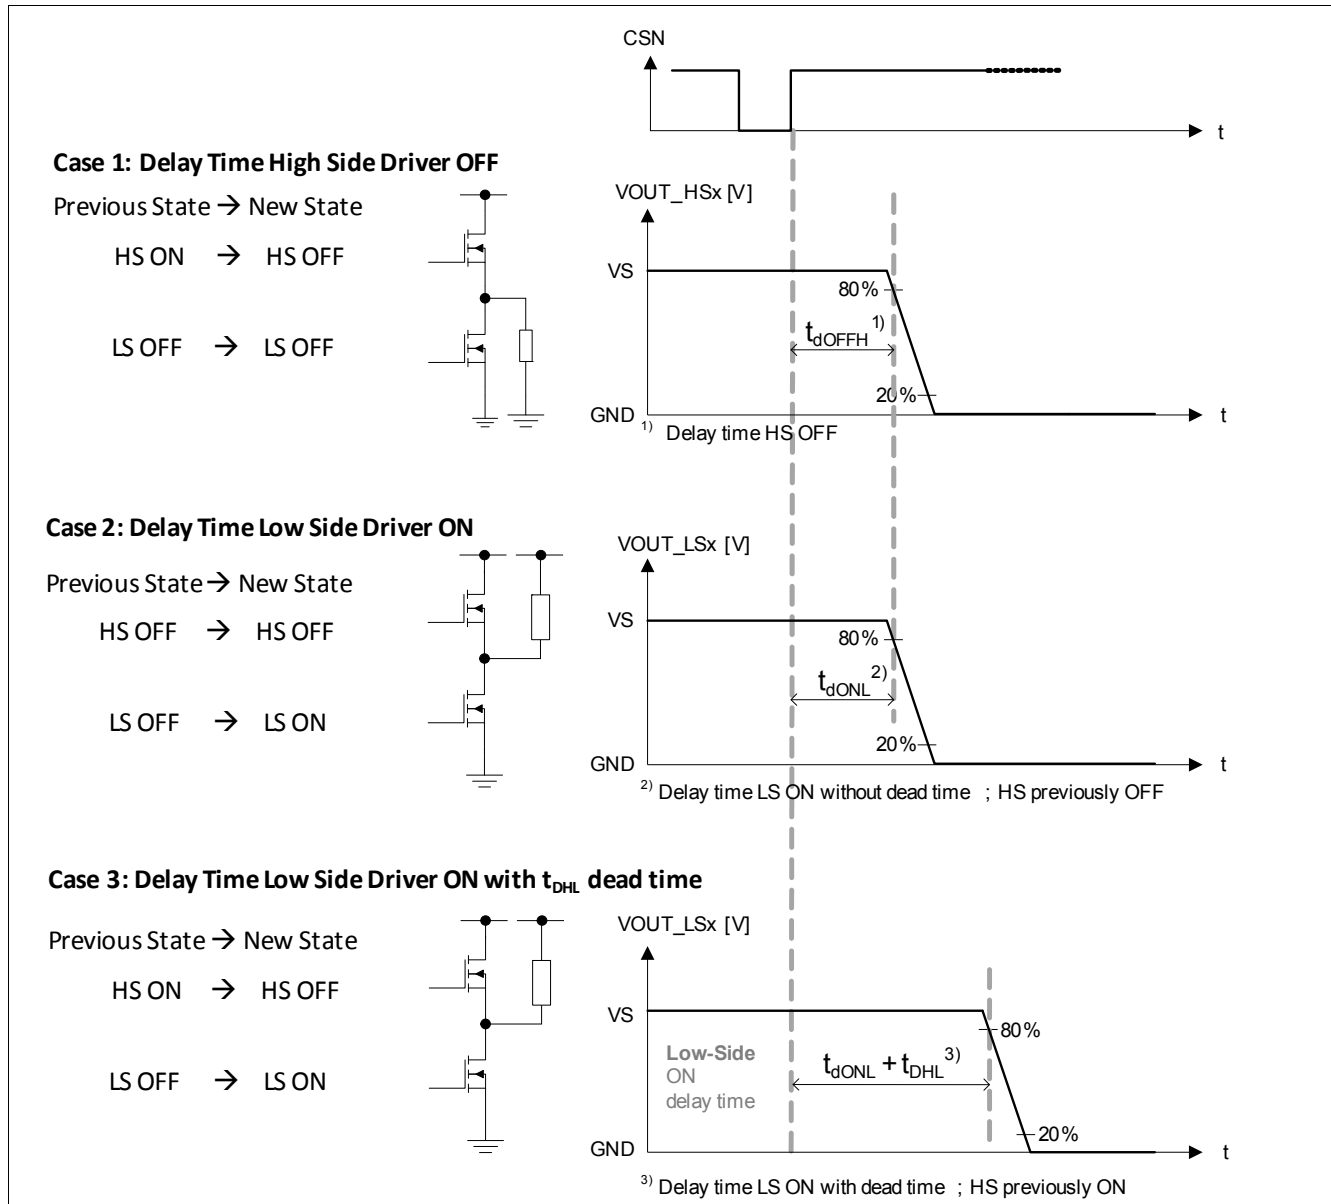 CSN
t
Case 1: Delay Time High Side Driver OFF
Previous State → New State
HS ON → HS OFF
LS OFF → LS OFF
VOUT_HSx [V]
VS
80%
tdOFFH 1)
20%
GND
t
1) Delay time HS OFF
Case 2: Delay Time Low Side Driver ON
Previous State → New State
HS OFF → HS OFF
LS OFF → LS ON
VOUT_LSx [V]
VS
80%
tdONL 2)
20%
GND
t
2) Delay time LS ON without dead time ; HS previously OFF
Case 3: Delay Time Low Side Driver ON with tDHL dead time
Previous State → New State
HS ON → HS OFF
LS OFF → LS ON
VOUT_LSx [V]
VS
80%
Low-Side
ON
delay time
tdONL + tDHL 3)
20%
GND
t
3) Delay time LS ON with dead time ; HS previously ON